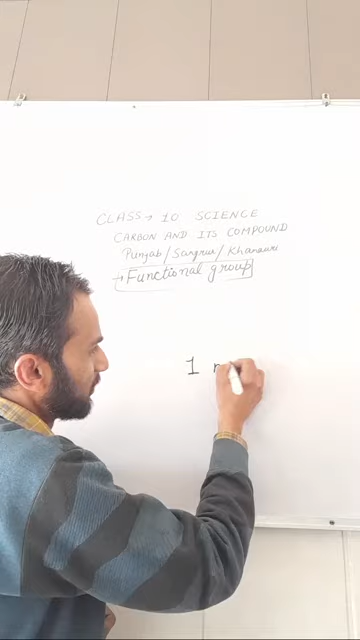 CLASS → 10 SCIENCE
CARBON AND ITS COMPOUND
Punjab/Sangrur/Khanauri
→ Functional group
1